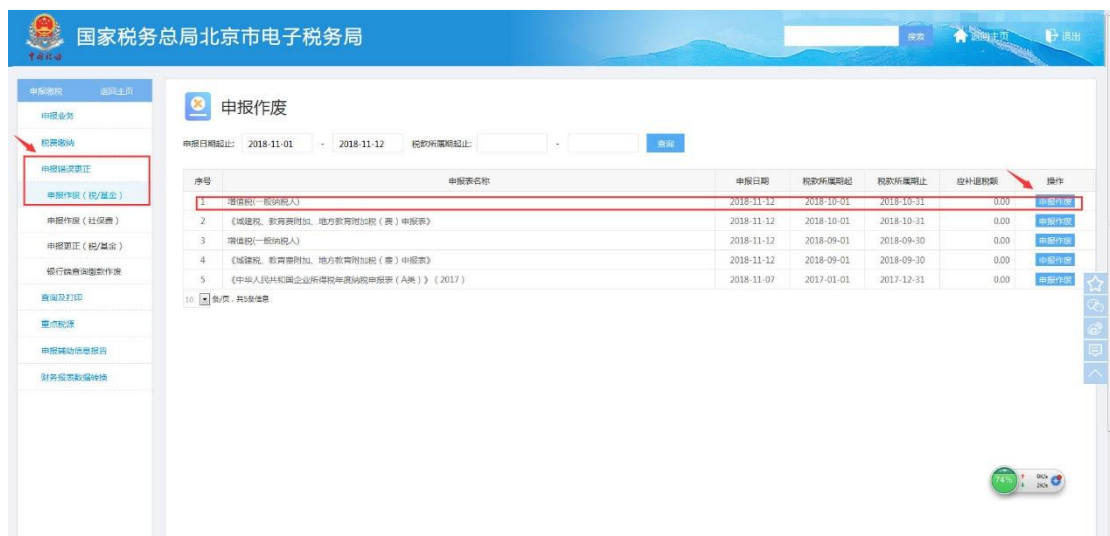 国家税务总局北京市电子税务局
搜索 返回主页 退出
申报缴税 返回主页
申报业务
税费缴纳
申报错误更正
申报作废（税/基金）
申报作废（社保费）
申报更正（税/基金）
银行端查询缴款作废
查询及打印
重点税源
申报辅助信息报告
财务报表数据转换
申报作废
申报日期起止: 2018-11-01 - 2018-11-12 税款所属期起止: - 查询
序号 申报表名称 申报日期 税款所属期起 税款所属期止 应补退税额 操作
1 增值税(一般纳税人) 2018-11-12 2018-10-01 2018-10-31 0.00 申报作废
2 《城建税、教育费附加、地方教育附加税（费）申报表》 2018-11-12 2018-10-01 2018-10-31 0.00 申报作废
3 增值税(一般纳税人) 2018-11-12 2018-09-01 2018-09-30 0.00 申报作废
4 《城建税、教育费附加、地方教育附加税（费）申报表》 2018-11-12 2018-09-01 2018-09-30 0.00 申报作废
5 《中华人民共和国企业所得税年度纳税申报表（A类）》（2017） 2018-11-07 2017-01-01 2017-12-31 0.00 申报作废
10 条/页，共5条信息
74% 0K/s
2K/s